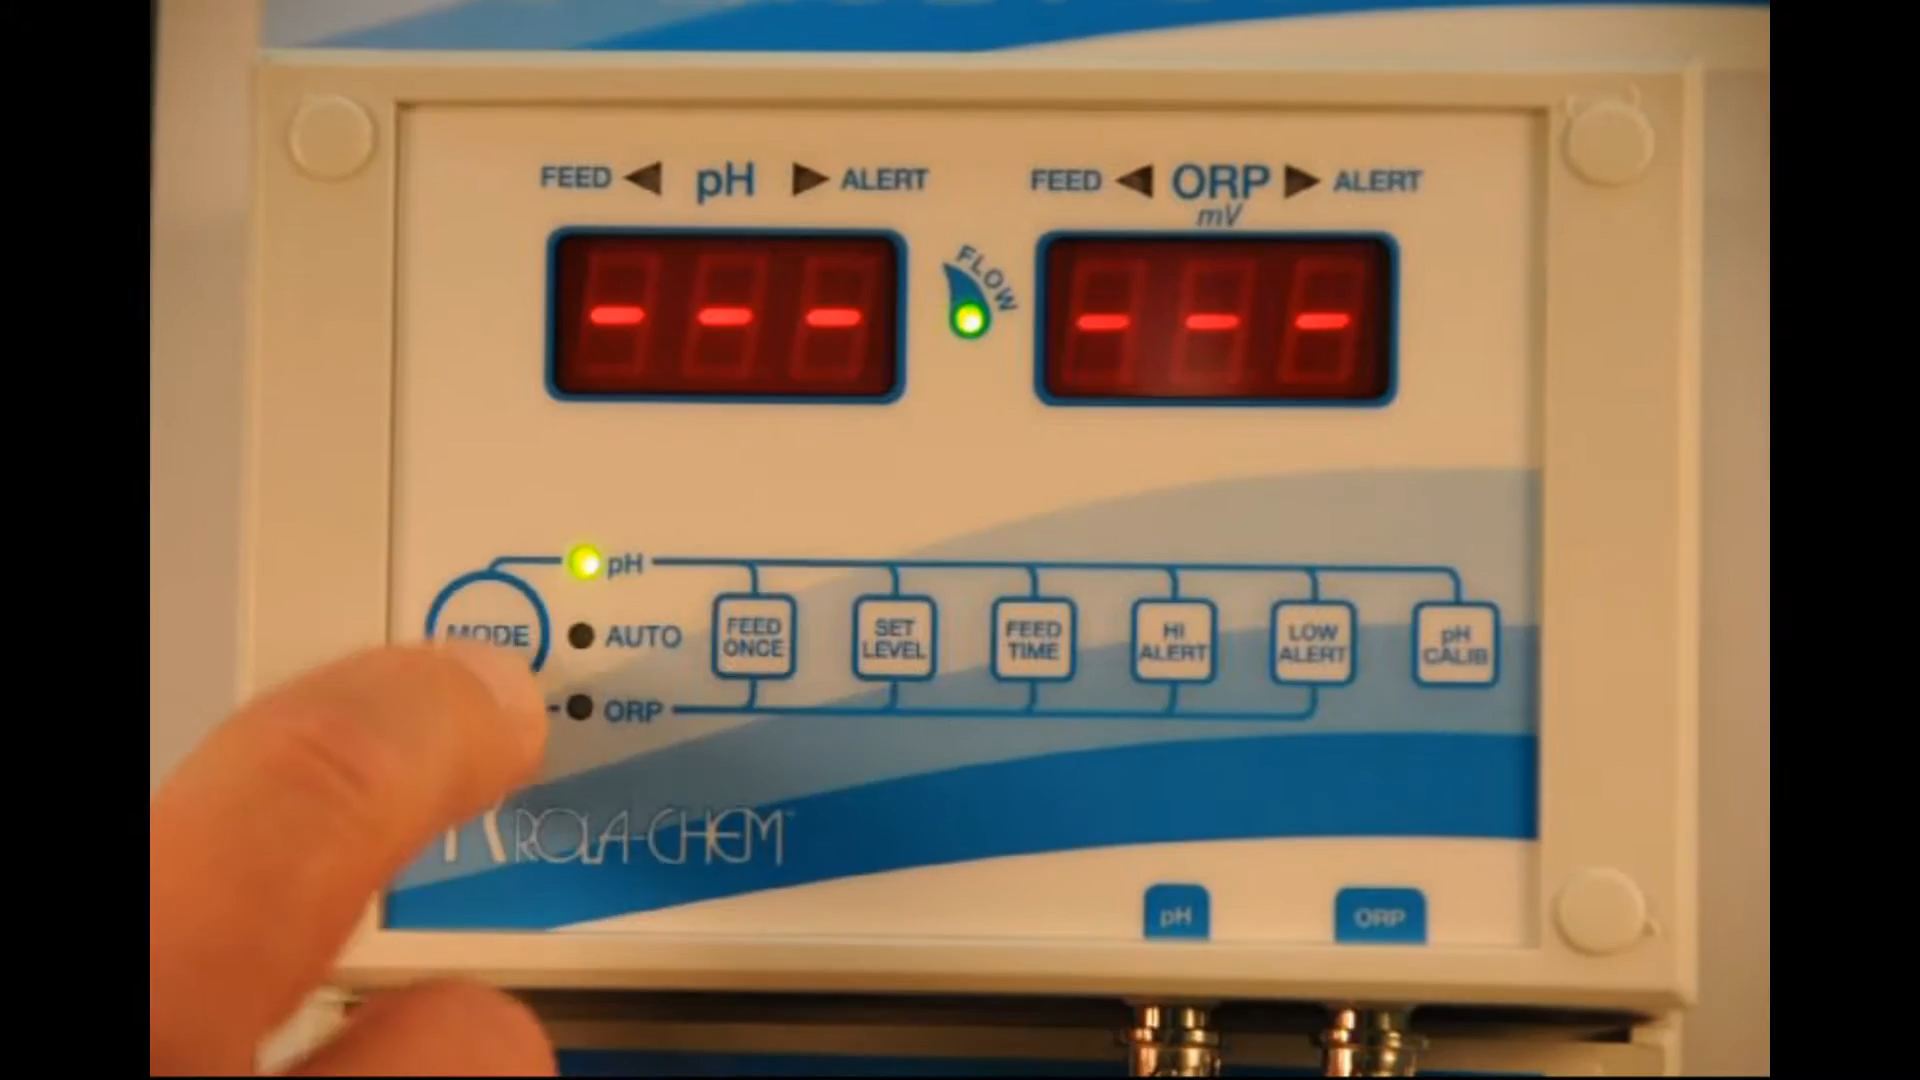 FEED pH ALERT
FEED ORP ALERT
mV
FLOW
- - -
- - -
pH
MODE
AUTO
ORP
FEED ONCE
SET LEVEL
FEED TIME
HI ALERT
LOW ALERT
pH CALIB
ROLA-CHEM
pH
ORP